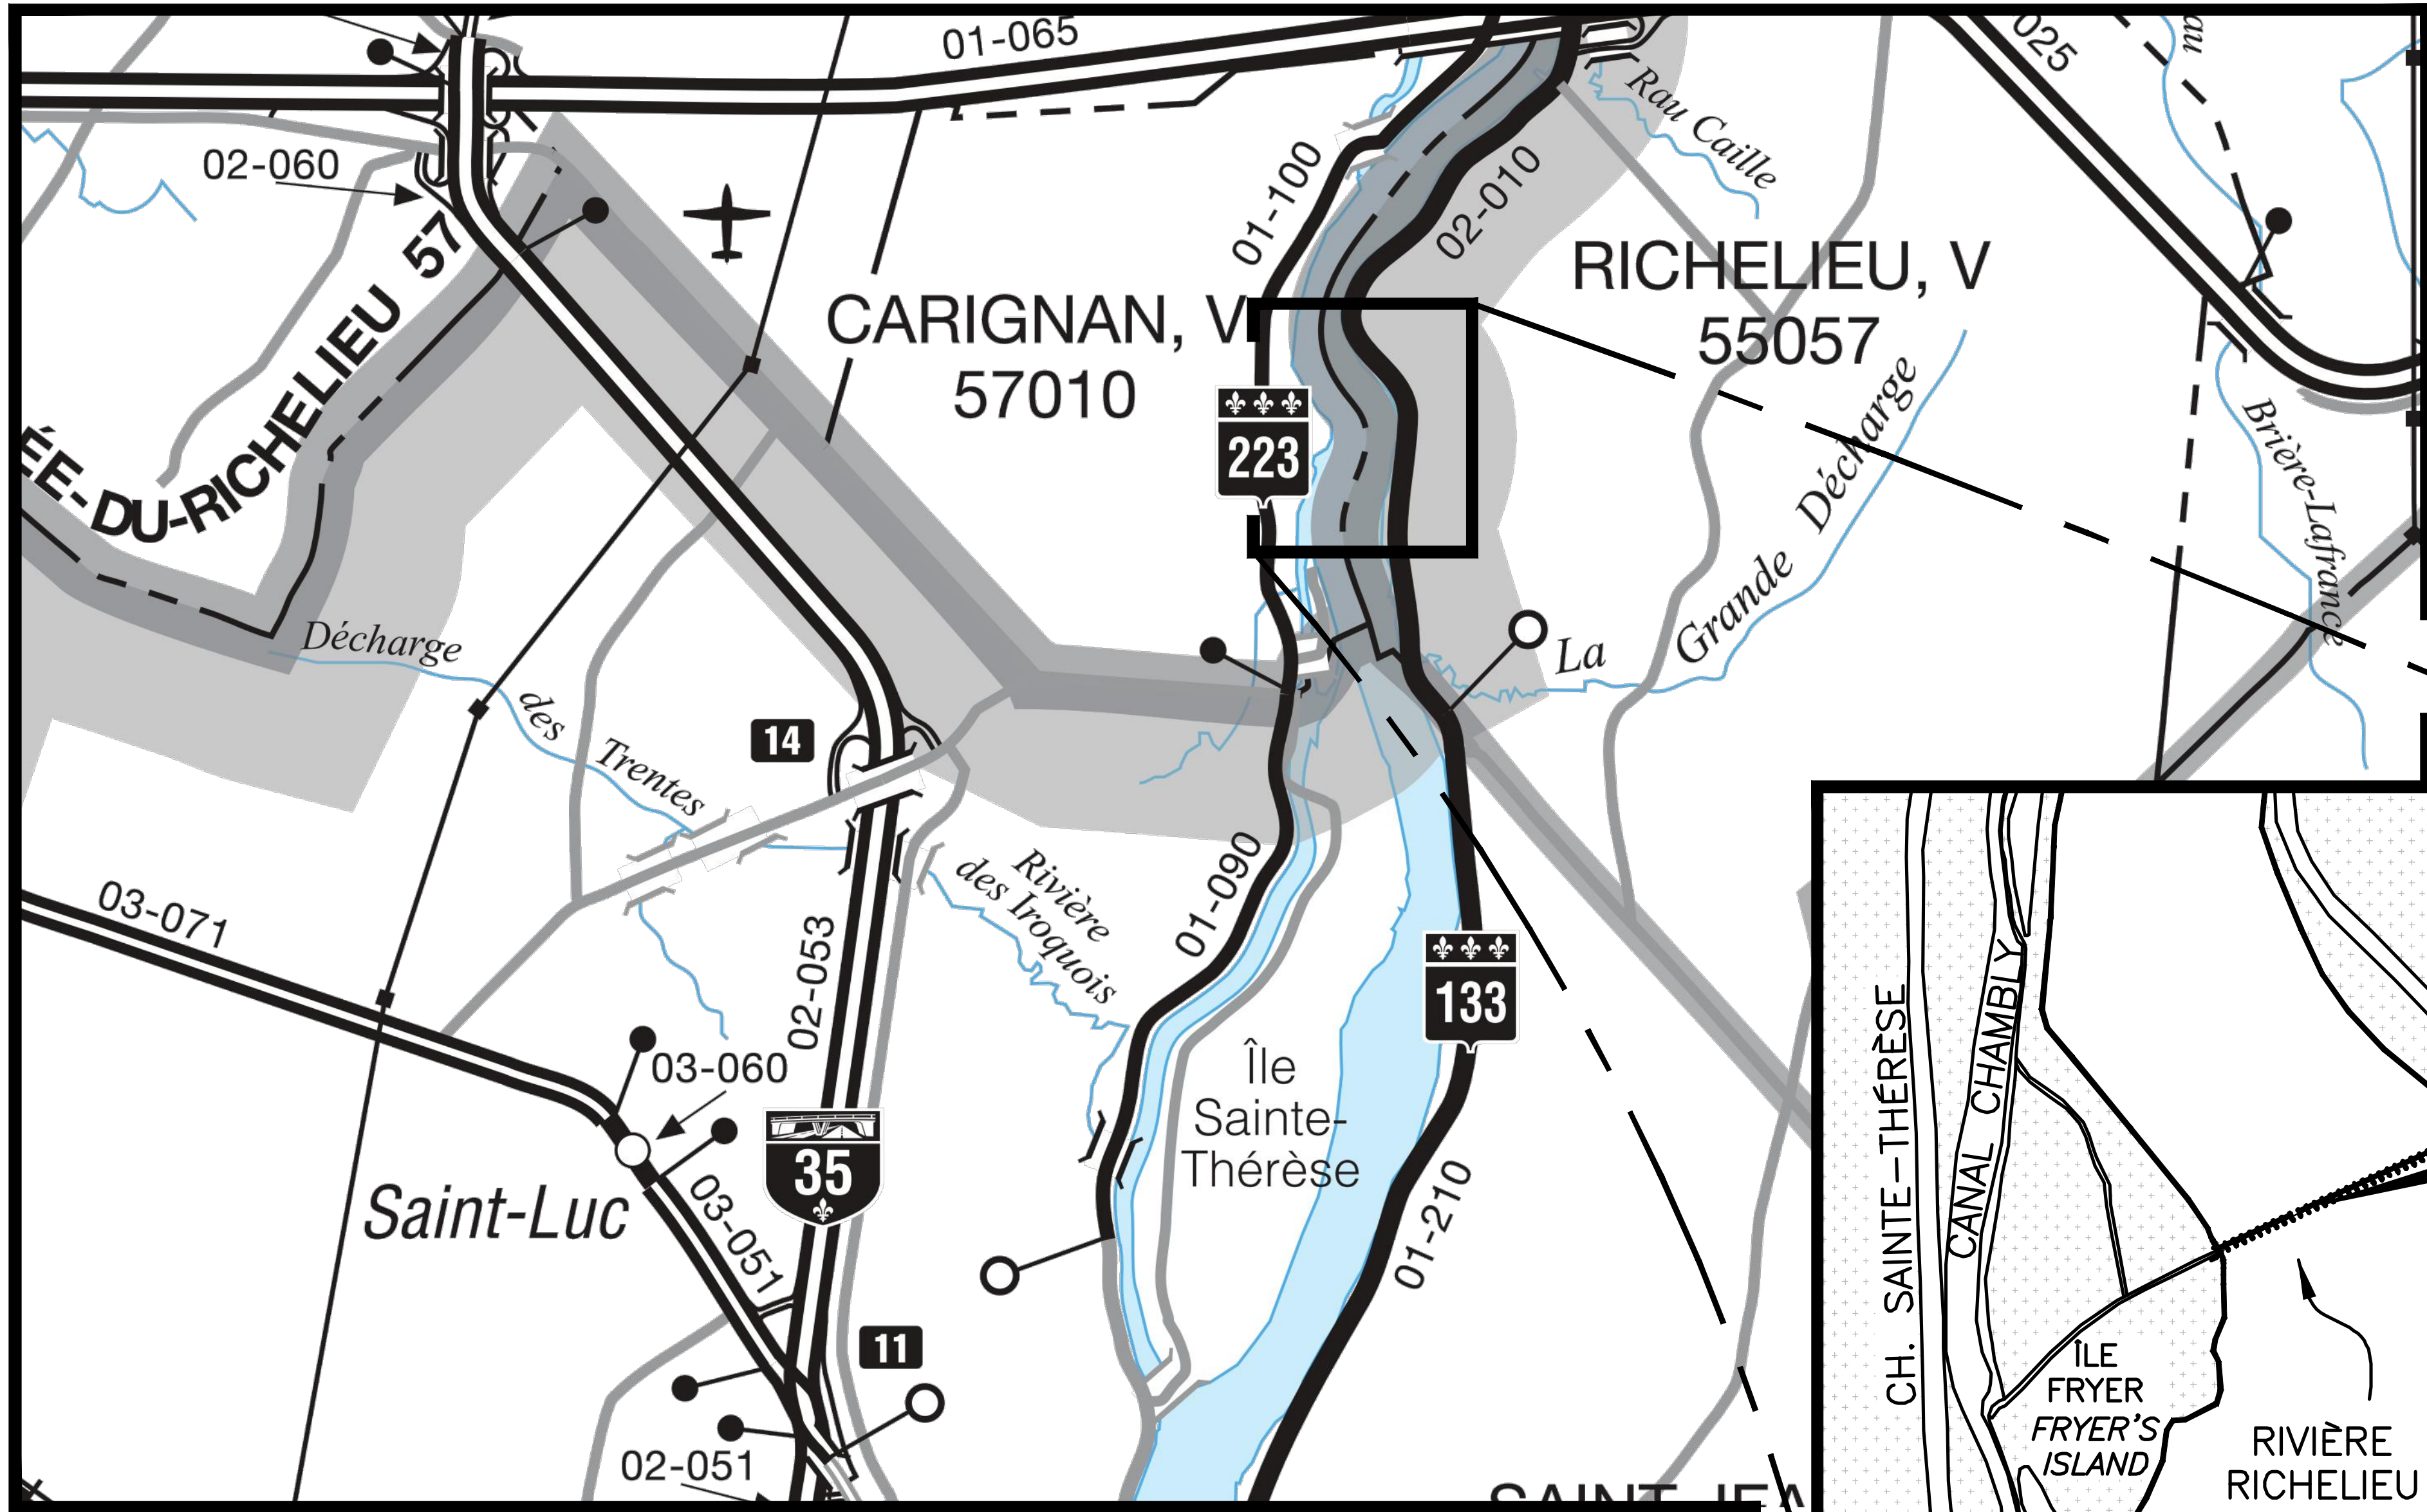 01-065
025
Rau Caille
02-060
01-100
02-010
RICHELIEU, V
55057
CARIGNAN, V
57010
223
ÉE-DU-RICHELIEU 57
Brière-Lafrance
La Grande Décharge
Décharge
des Trentes
14
Rivière
des Iroquois
01-090
03-071
02-053
133
03-060
Île
Sainte-
Thérèse
35
Saint-Luc
03-051
01-210
11
02-051
CH. SAINTE-THÉRÈSE
CANAL CHAMBLY
ÎLE
FRYER
FRYER'S
ISLAND
RIVIÈRE
RICHELIEU